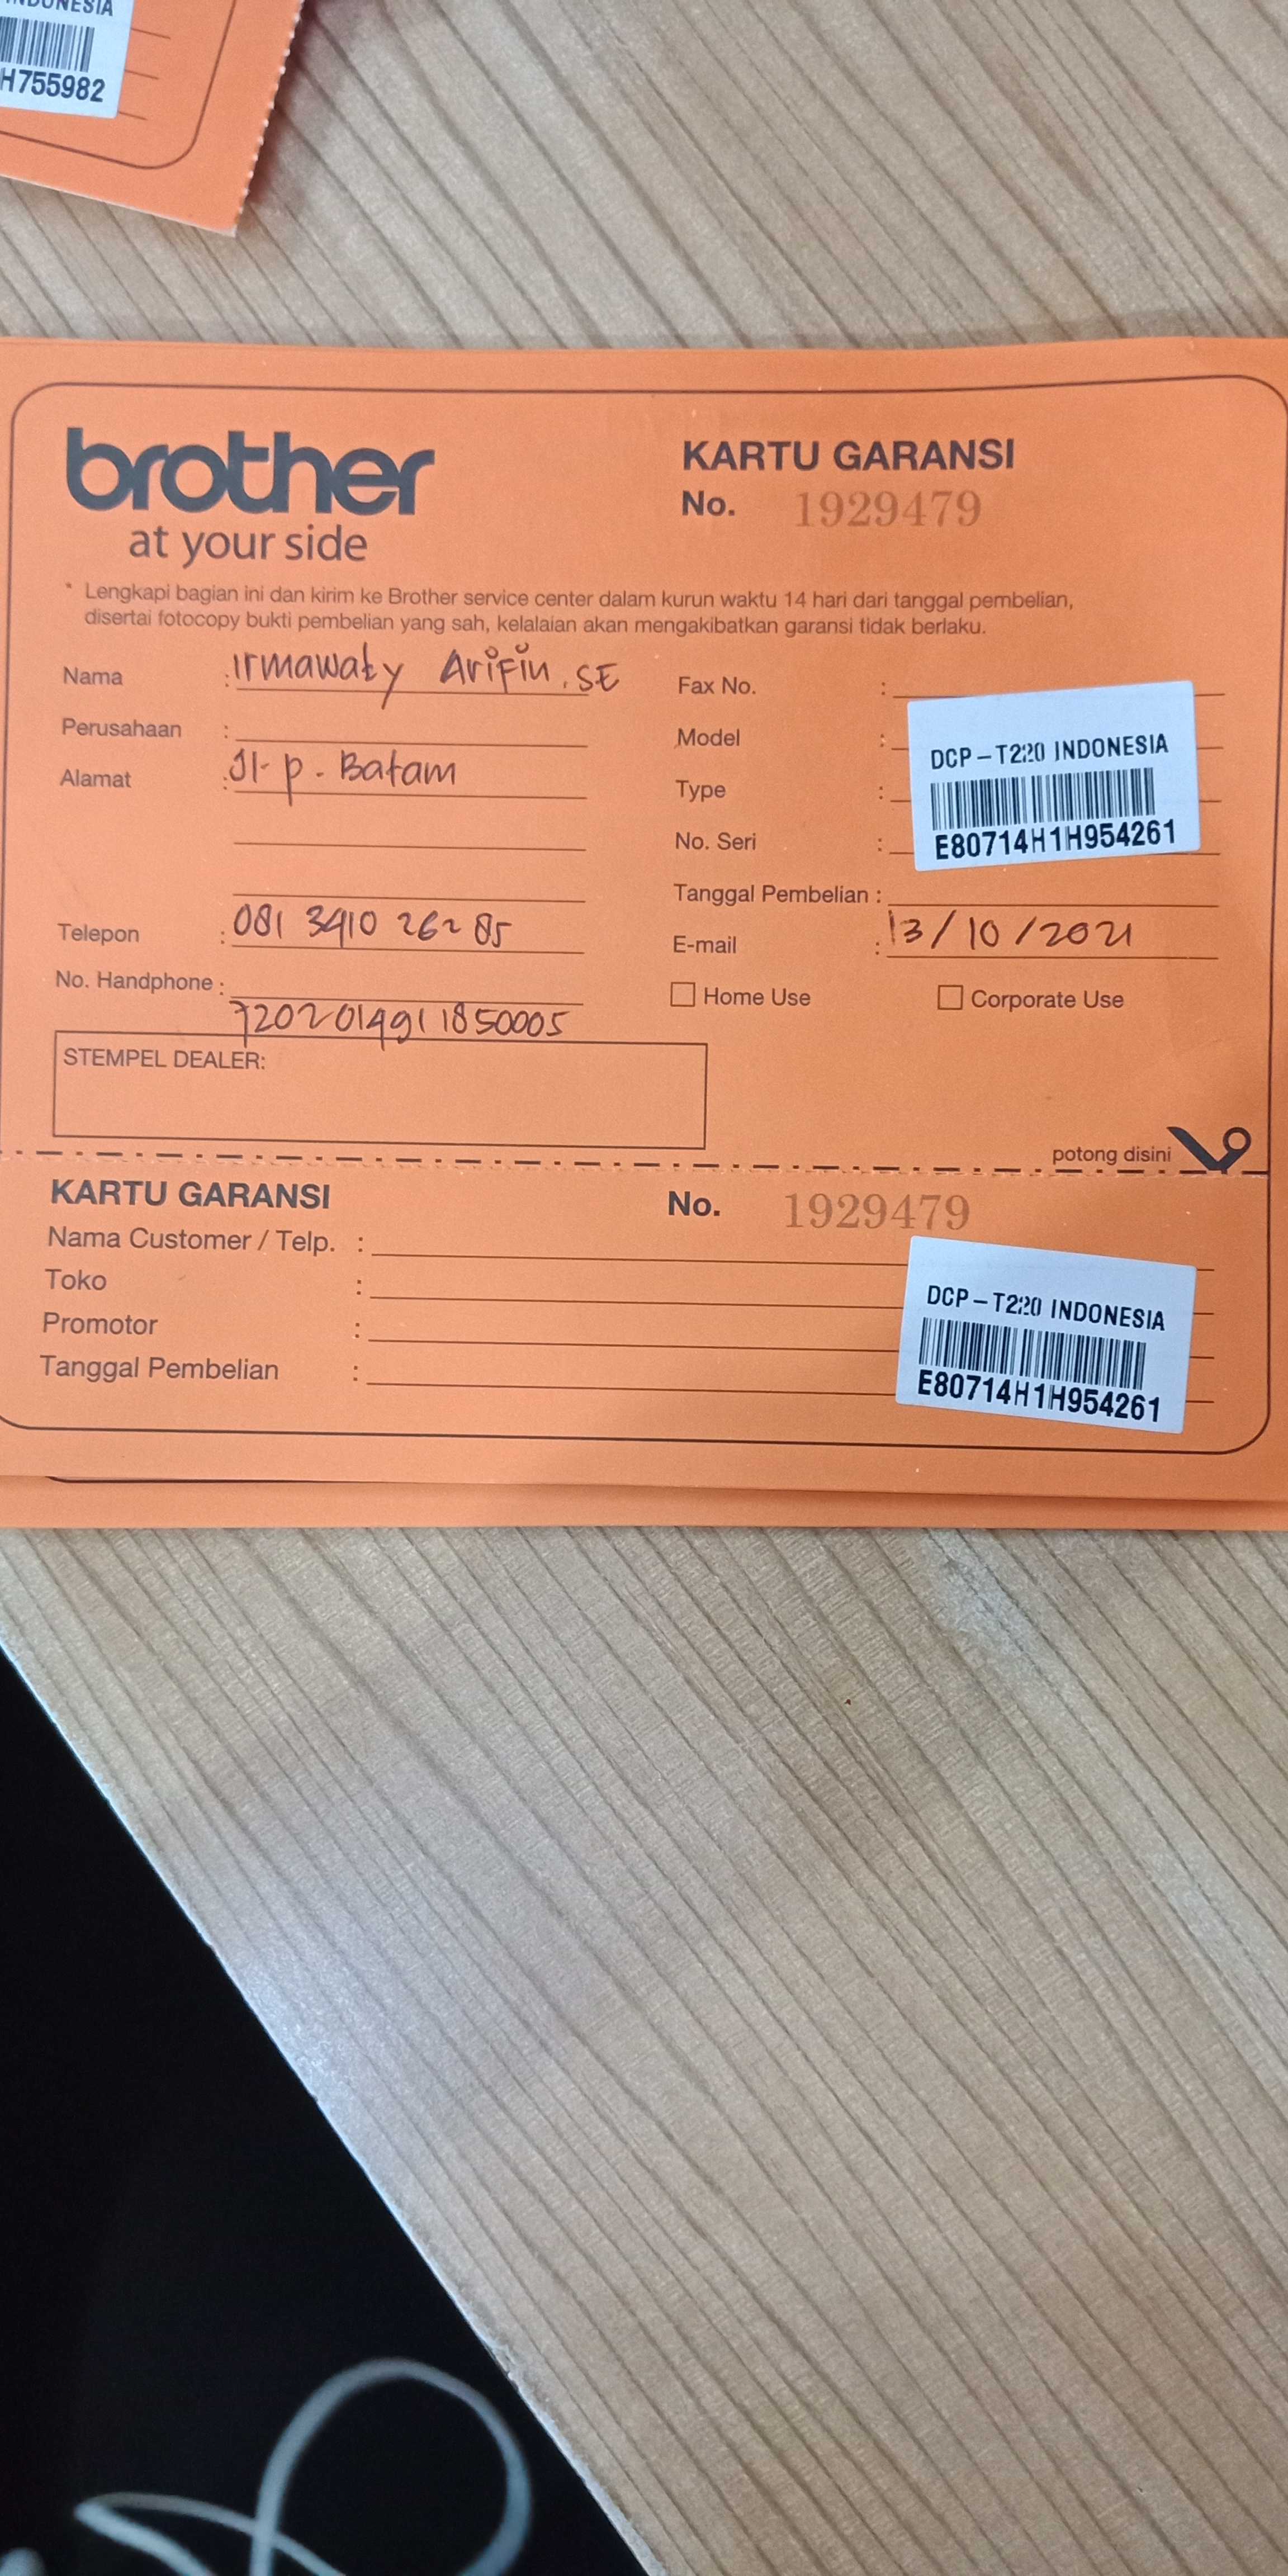 INDONESIA
H755982
brother
at your side
KARTU GARANSI
No. 1929479
* Lengkapi bagian ini dan kirim ke Brother service center dalam kurun waktu 14 hari dari tanggal pembelian,
disertai fotocopy bukti pembelian yang sah, kelalaian akan mengakibatkan garansi tidak berlaku.
Nama : Irmawaty Arifin, SE
Perusahaan :
Alamat : Jl. p. Batam
Telepon : 081 3410 262 85
No. Handphone :
7202014911850005
STEMPEL DEALER:
Fax No. :
Model :
Type :
No. Seri :
DCP-T220 INDONESIA
E80714H1H954261
Tanggal Pembelian :
E-mail : 13/10/2021
Home Use
Corporate Use
potong disini
KARTU GARANSI
No. 1929479
Nama Customer / Telp. :
Toko :
Promotor :
Tanggal Pembelian :
DCP-T220 INDONESIA
E80714H1H954261